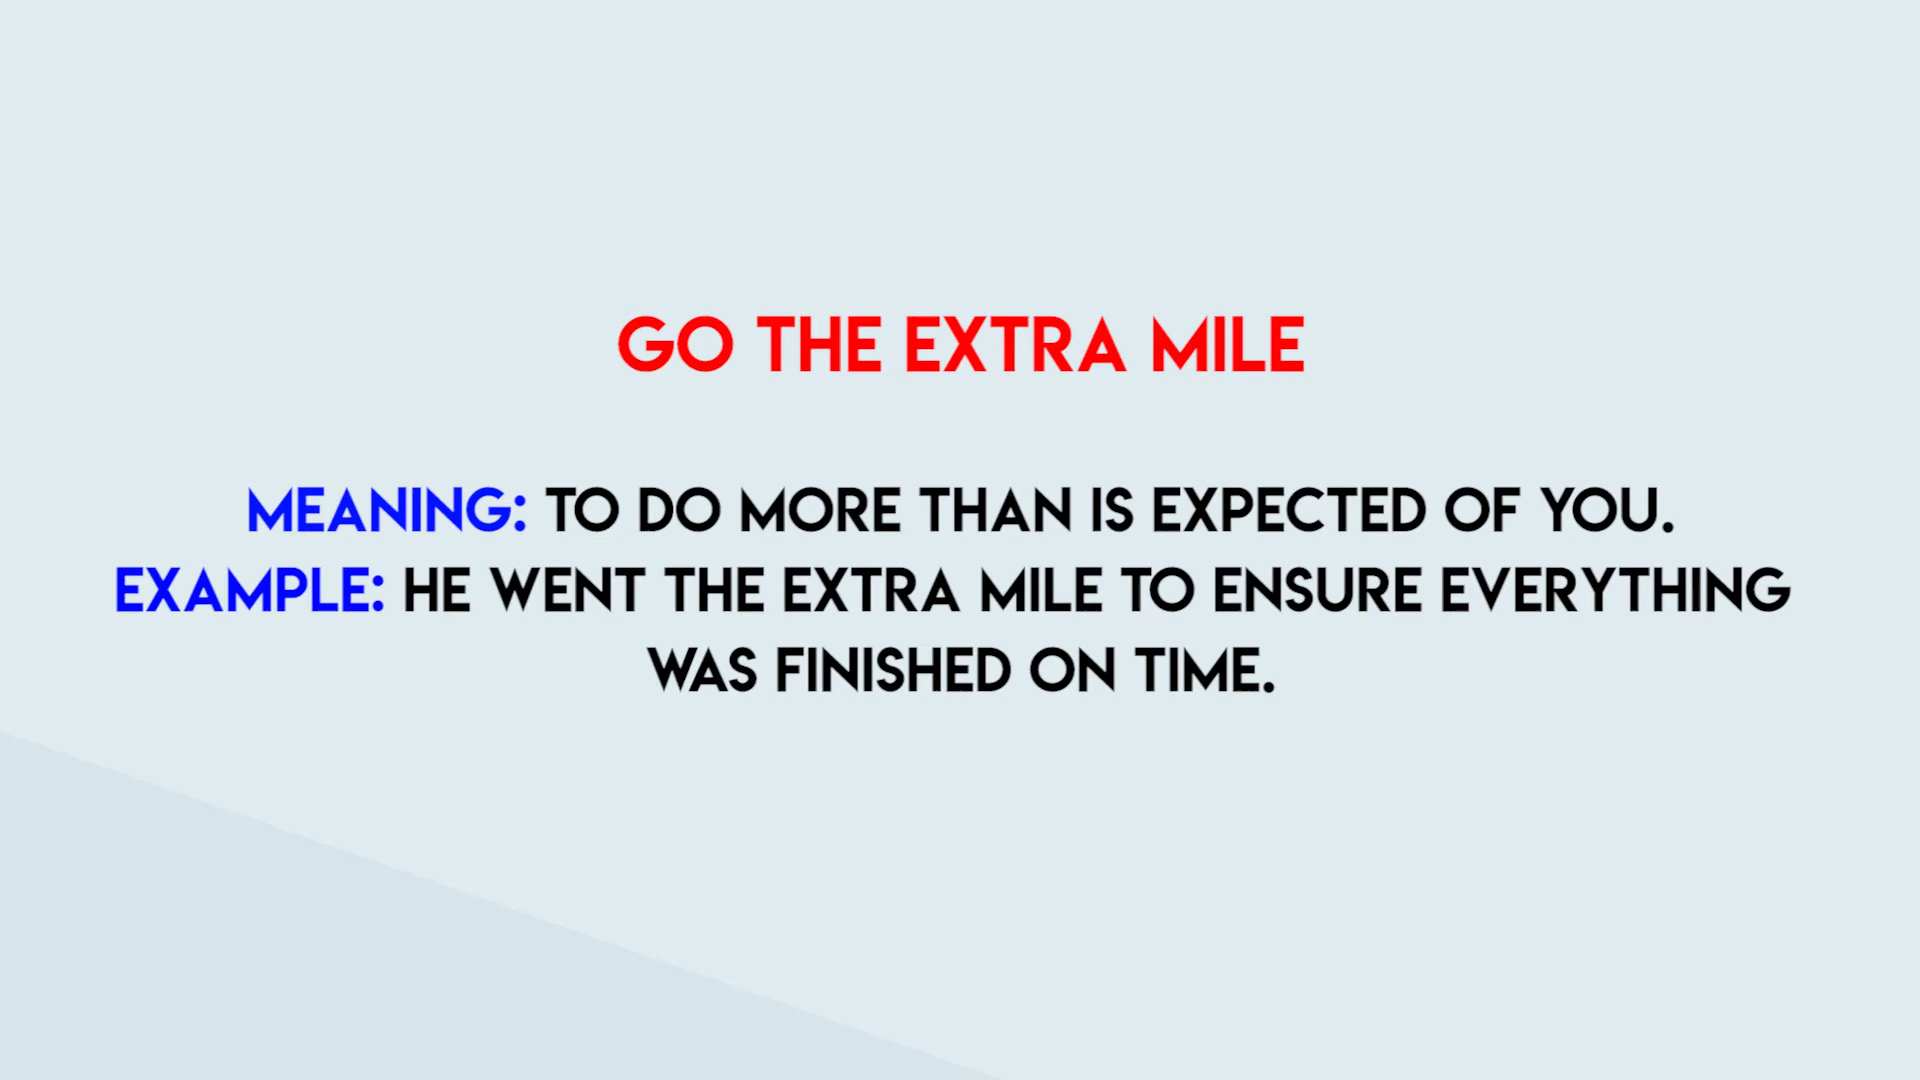 GO THE EXTRA MILE
MEANING: TO DO MORE THAN IS EXPECTED OF YOU.
EXAMPLE: HE WENT THE EXTRA MILE TO ENSURE EVERYTHING
WAS FINISHED ON TIME.